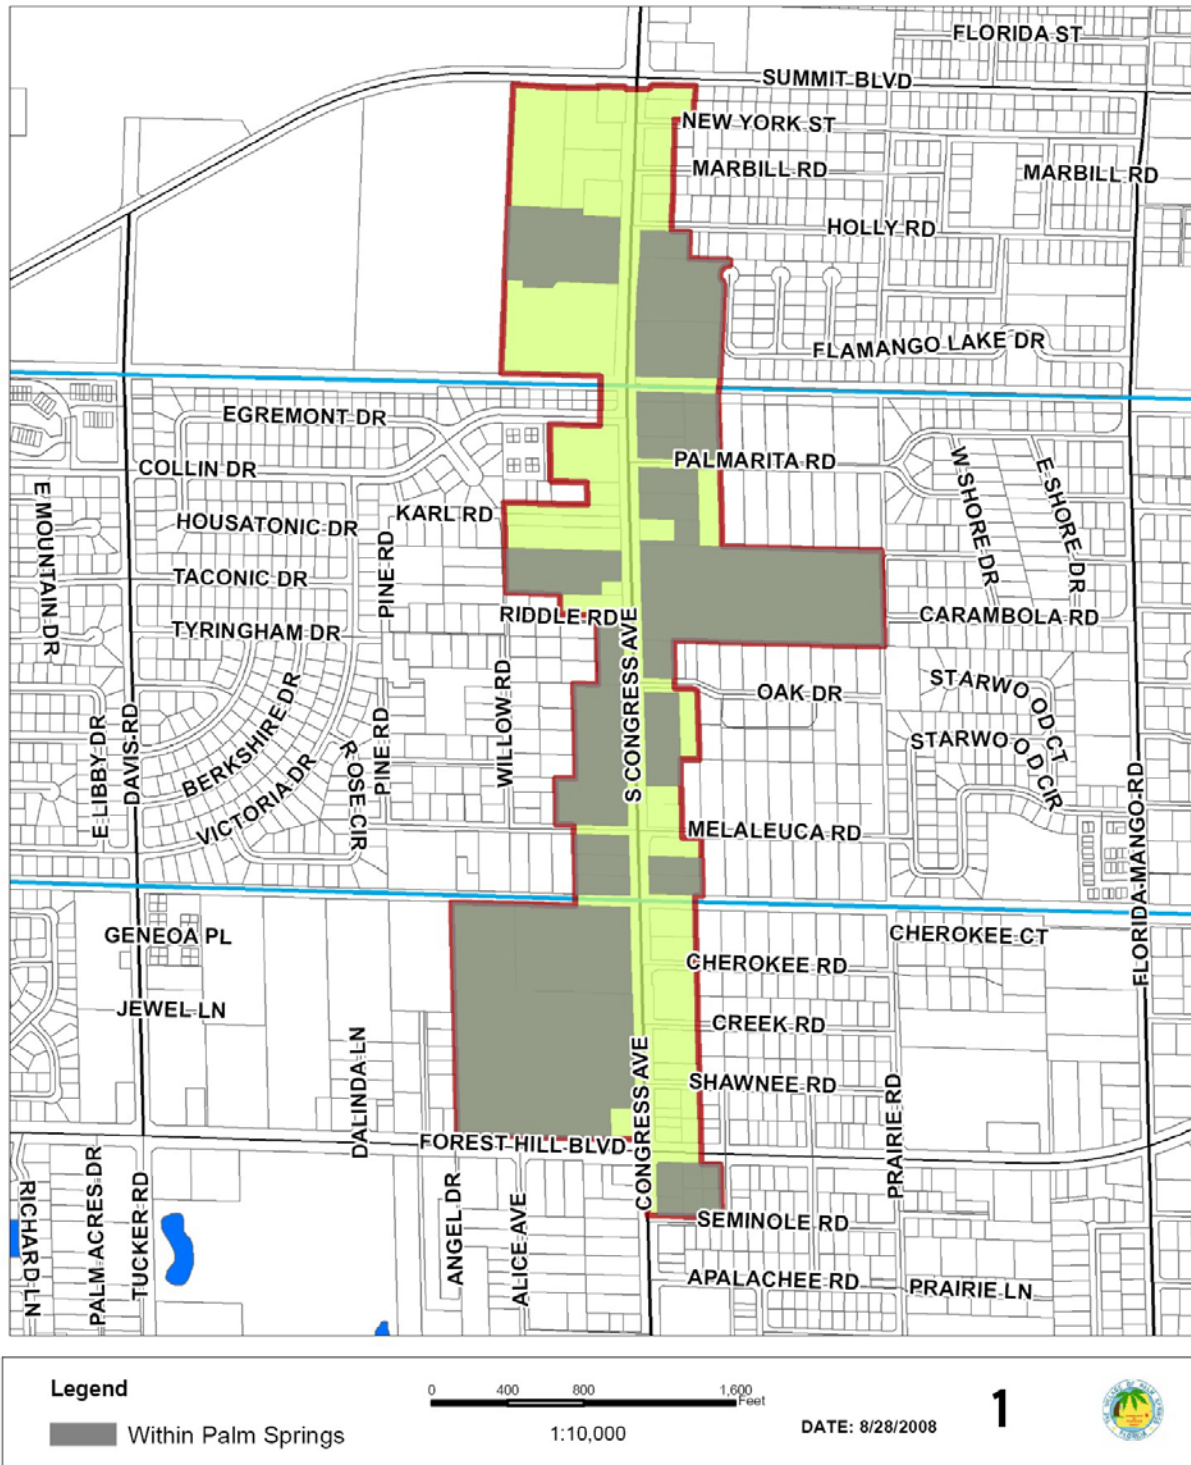 FLORIDA ST
SUMMIT BLVD
NEW YORK ST
MARBILL RD
MARBILL RD
HOLLY RD
FLAMANGO LAKE DR
EGREMONT DR
COLLIN DR
PALMARITA RD
W SHORE DR
E SHORE DR
E MOUNTAIN DR
KARL RD
HOUSATONIC DR
PINE RD
TACONIC DR
RIDDLE RD
CARAMBOLA RD
TYRINGHAM DR
S CONGRESS AVE
WILLOW RD
OAK DR
STARWOOD CT
STARWOOD CIR
E LIBBY DR
DAVIS RD
BERKSHIRE DR
VICTORIA DR
ROSE CIR
PINE RD
MELALEUCA RD
FLORIDA-MANGO RD
GENEOA PL
CHEROKEE CT
CHEROKEE RD
JEWEL LN
CREEK RD
DALINDA LN
CONGRESS AVE
SHAWNEE RD
PRAIRIE RD
FOREST HILL BLVD
RICHARD LN
PALM ACRES DR
TUCKER RD
ANGEL DR
ALICE AVE
SEMINOLE RD
APALACHEE RD
PRAIRIE LN
Legend
Within Palm Springs
0 400 800 1,600
Feet
1:10,000
DATE: 8/28/2008
1